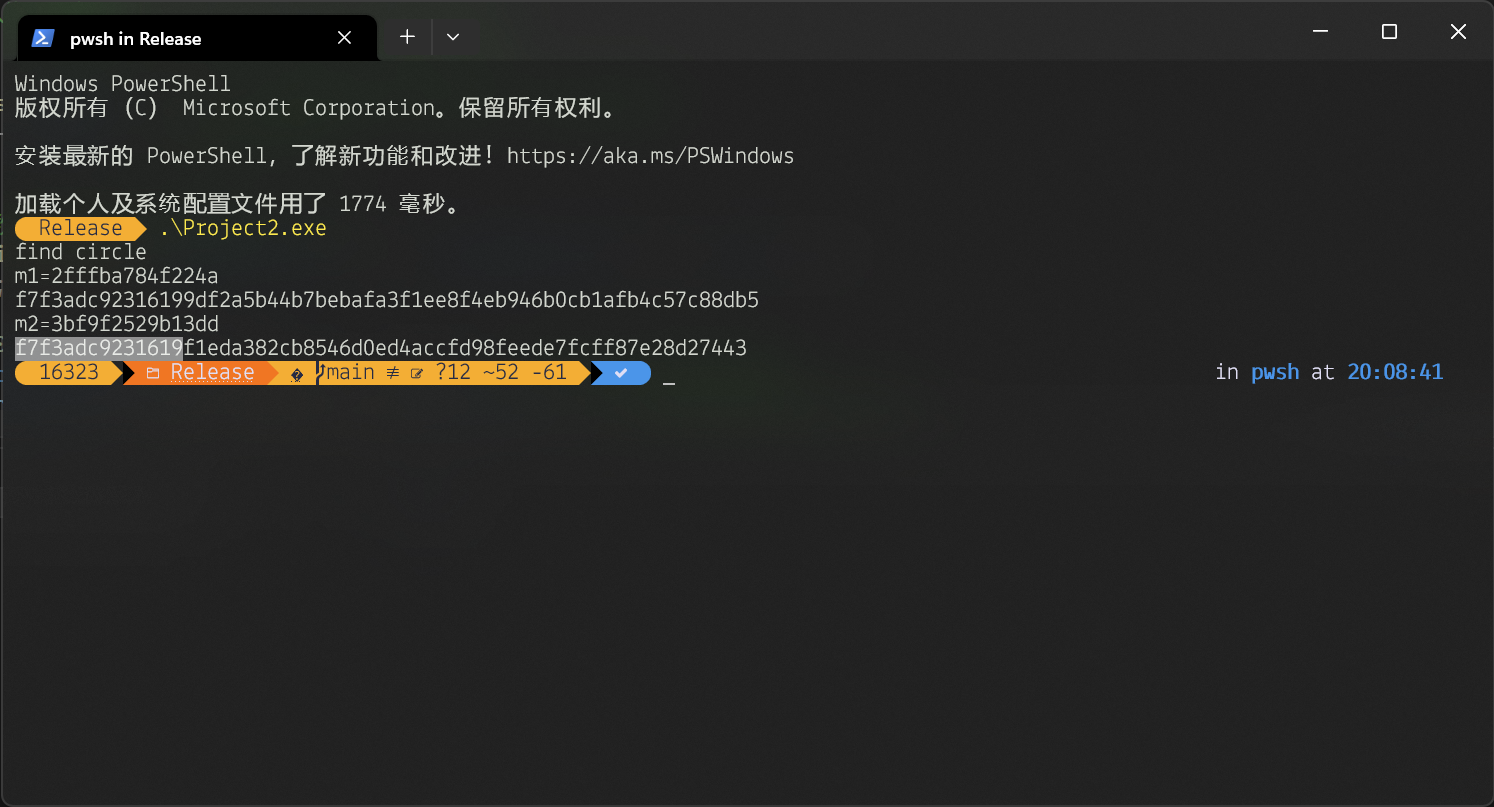 pwsh in Release
Windows PowerShell
版权所有 (C)  Microsoft Corporation。保留所有权利。
安装最新的 PowerShell，了解新功能和改进！https://aka.ms/PSWindows
加载个人及系统配置文件用了 1774 毫秒。
Release .\Project2.exe
find circle
m1=2fffba784f224a
f7f3adc92316199df2a5b44b7bebafa3f1ee8f4eb946b0cb1afb4c57c88db5
m2=3bf9f2529b13dd
f7f3adc9231619f1eda382cb8546d0ed4accfd98feede7fcff87e28d27443
16323 Release main ≢ ?12 ~52 -61 in pwsh at 20:08:41